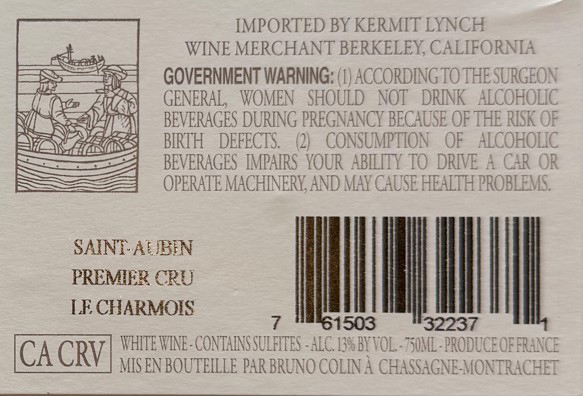 IMPORTED BY KERMIT LYNCH
WINE MERCHANT BERKELEY, CALIFORNIA
GOVERNMENT WARNING: (1) ACCORDING TO THE SURGEON
GENERAL, WOMEN SHOULD NOT DRINK ALCOHOLIC
BEVERAGES DURING PREGNANCY BECAUSE OF THE RISK OF
BIRTH DEFECTS. (2) CONSUMPTION OF ALCOHOLIC
BEVERAGES IMPAIRS YOUR ABILITY TO DRIVE A CAR OR
OPERATE MACHINERY, AND MAY CAUSE HEALTH PROBLEMS.
SAINT-AUBIN
PREMIER CRU
LE CHARMOIS
7 61503 32237 1
CA CRV
WHITE WINE - CONTAINS SULFITES - ALC. 13% BY VOL. - 750ML - PRODUCE OF FRANCE
MIS EN BOUTEILLE PAR BRUNO COLIN À CHASSAGNE-MONTRACHET